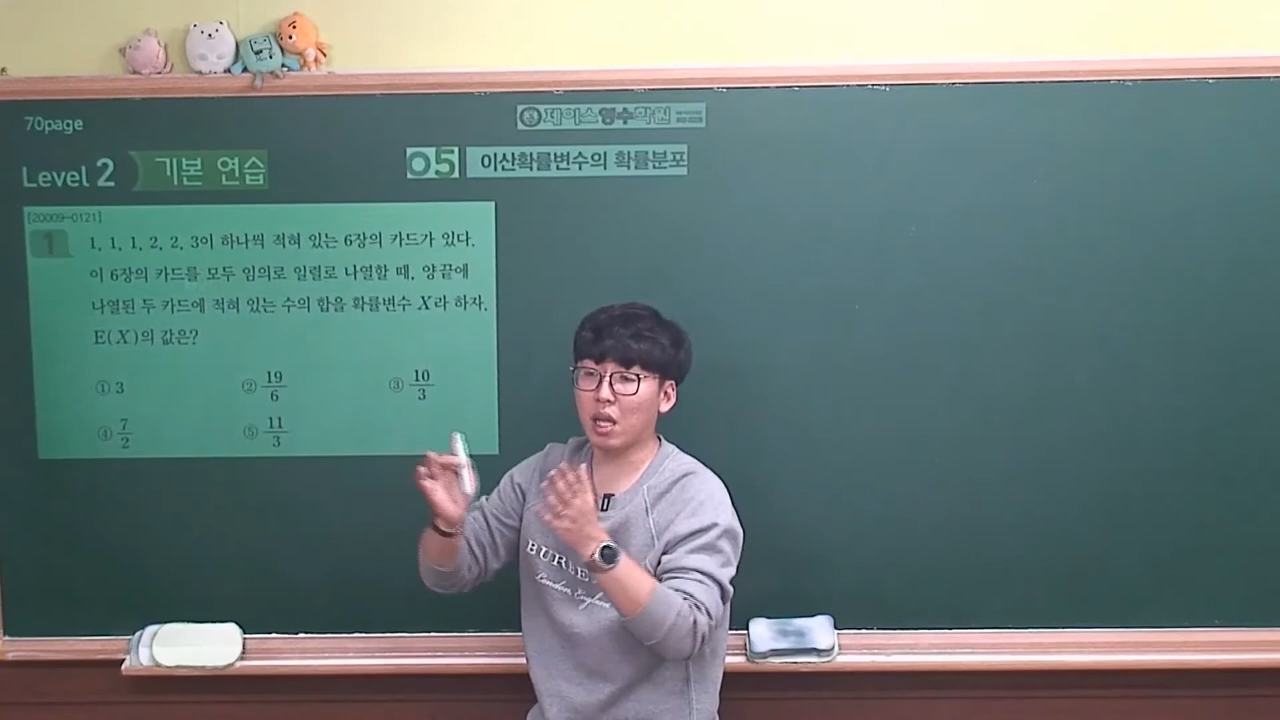 70page
제이스영수학원
Level 2 기본 연습
05 이산확률변수의 확률분포
[20009-0121]
1
1, 1, 1, 2, 2, 3이 하나씩 적혀 있는 6장의 카드가 있다.
이 6장의 카드를 모두 임의로 일렬로 나열할 때, 양 끝에
나열된 두 카드에 적혀 있는 수의 합을 확률변수 X라 하자.
E(X)의 값은?
① 3 ② 19/6 ③ 10/3
④ 7/2 ⑤ 11/3
London, England